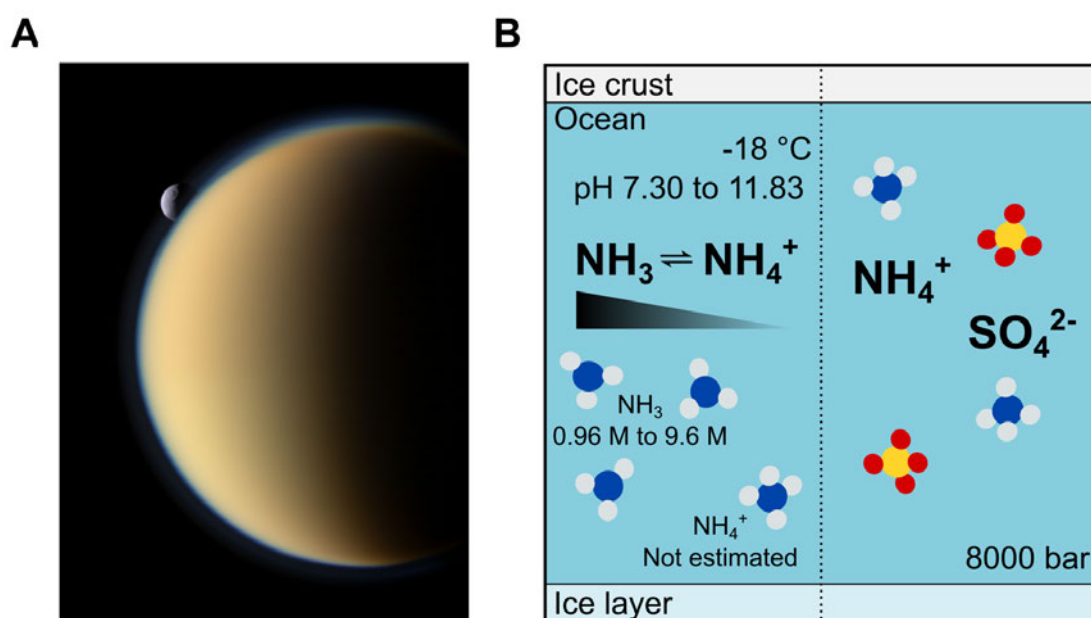 A
B
Ice crust
Ocean
-18 °C
pH 7.30 to 11.83
NH₃ ⇌ NH₄⁺
NH₃
0.96 M to 9.6 M
NH₄⁺
Not estimated
NH₄⁺
SO₄²⁻
8000 bar
Ice layer